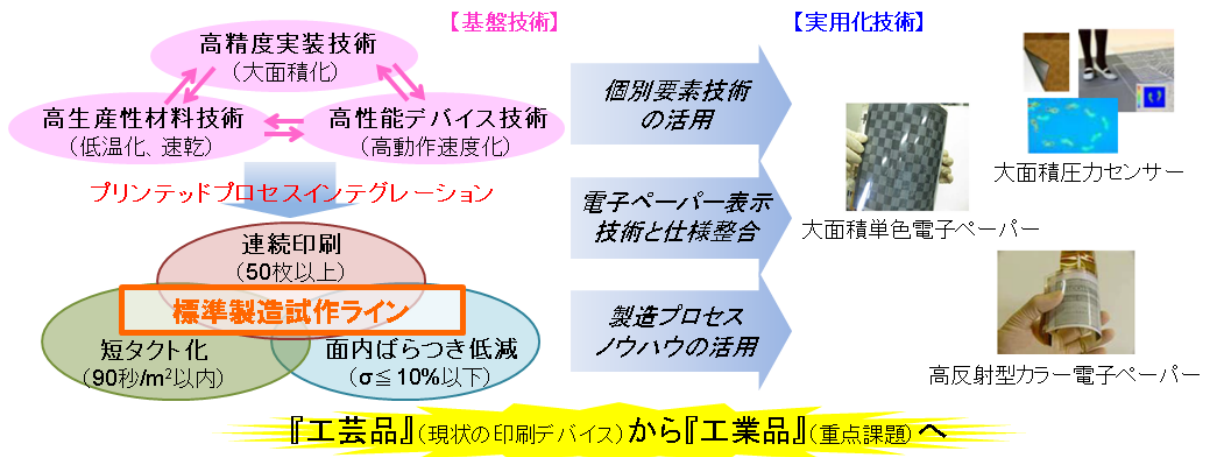 【基盤技術】
【実用化技術】
高精度実装技術
（大面積化）
高生産性材料技術
（低温化、速乾）
高性能デバイス技術
（高動作速度化）
プリンテッドプロセスインテグレーション
連続印刷
（50枚以上）
標準製造試作ライン
短タクト化
（90秒/m²以内）
面内ばらつき低減
（σ≦10%以下）
個別要素技術
の活用
電子ペーパー表示
技術と仕様整合
製造プロセス
ノウハウの活用
大面積圧力センサー
大面積単色電子ペーパー
高反射型カラー電子ペーパー
『工芸品』（現状の印刷デバイス）から『工業品』（重点課題）へ